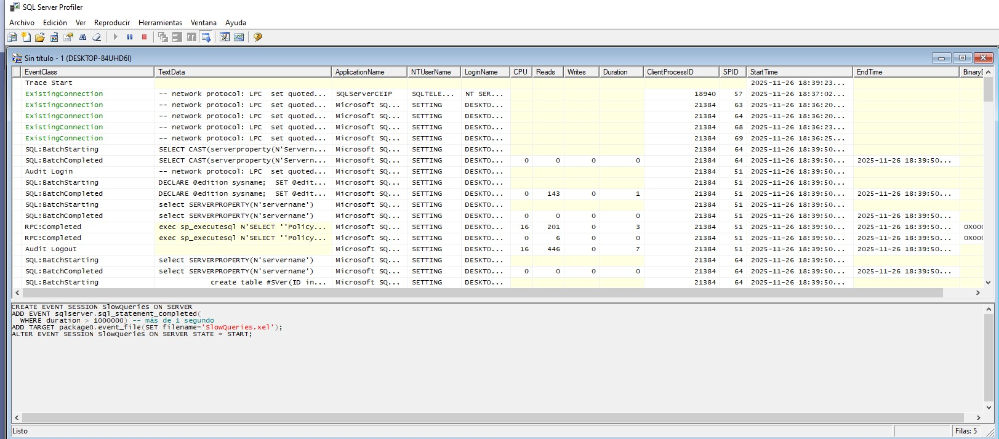 SQL Server Profiler
Archivo Edición Ver Reproducir Herramientas Ventana Ayuda
Sin título - 1 (DESKTOP-84UHD6I)
EventClass TextData ApplicationName NTUserName LoginName CPU Reads Writes Duration ClientProcessID SPID StartTime EndTime BinaryD
Trace Start 2025-11-26 18:39:23...
ExistingConnection -- network protocol: LPC set quoted... SQLServerCEIP SQLTELE... NT SER... 18940 57 2025-11-26 18:37:02...
ExistingConnection -- network protocol: LPC set quoted... Microsoft SQ... SETTING DESKTO... 21384 63 2025-11-26 18:36:20...
ExistingConnection -- network protocol: LPC set quoted... Microsoft SQ... SETTING DESKTO... 21384 64 2025-11-26 18:36:20...
ExistingConnection -- network protocol: LPC set quoted... Microsoft SQ... SETTING DESKTO... 21384 68 2025-11-26 18:36:23...
ExistingConnection -- network protocol: LPC set quoted... Microsoft SQ... SETTING DESKTO... 21384 69 2025-11-26 18:36:25...
SQL:BatchStarting SELECT CAST(serverproperty(N'Servern... Microsoft SQ... SETTING DESKTO... 21384 64 2025-11-26 18:39:50...
SQL:BatchCompleted SELECT CAST(serverproperty(N'Servern... Microsoft SQ... SETTING DESKTO... 0 0 0 0 21384 64 2025-11-26 18:39:50... 2025-11-26 18:39:50...
Audit Login -- network protocol: LPC set quoted... Microsoft SQ... SETTING DESKTO... 21384 51 2025-11-26 18:39:50...
SQL:BatchStarting DECLARE @edition sysname; SET @edit... Microsoft SQ... SETTING DESKTO... 21384 51 2025-11-26 18:39:50...
SQL:BatchCompleted DECLARE @edition sysname; SET @edit... Microsoft SQ... SETTING DESKTO... 0 143 0 1 21384 51 2025-11-26 18:39:50... 2025-11-26 18:39:50...
SQL:BatchStarting select SERVERPROPERTY(N'servername') Microsoft SQ... SETTING DESKTO... 21384 51 2025-11-26 18:39:50...
SQL:BatchCompleted select SERVERPROPERTY(N'servername') Microsoft SQ... SETTING DESKTO... 0 0 0 0 21384 51 2025-11-26 18:39:50... 2025-11-26 18:39:50...
RPC:Completed exec sp_executesql N'SELECT ''Policy... Microsoft SQ... SETTING DESKTO... 16 201 0 3 21384 51 2025-11-26 18:39:50... 2025-11-26 18:39:50... 0X000
RPC:Completed exec sp_executesql N'SELECT ''Policy... Microsoft SQ... SETTING DESKTO... 0 6 0 0 21384 51 2025-11-26 18:39:50... 2025-11-26 18:39:50... 0X000
Audit Logout Microsoft SQ... SETTING DESKTO... 16 446 0 7 21384 51 2025-11-26 18:39:50... 2025-11-26 18:39:50...
SQL:BatchStarting select SERVERPROPERTY(N'servername') Microsoft SQ... SETTING DESKTO... 21384 64 2025-11-26 18:39:50...
SQL:BatchCompleted select SERVERPROPERTY(N'servername') Microsoft SQ... SETTING DESKTO... 0 0 0 0 21384 64 2025-11-26 18:39:50... 2025-11-26 18:39:50...
SQL:BatchStarting create table #SVer(ID in... Microsoft SQ... SETTING DESKTO... 21384 64 2025-11-26 18:39:50...
CREATE EVENT SESSION SlowQueries ON SERVER
ADD EVENT sqlserver.sql_statement_completed(
WHERE duration > 1000000) -- más de 1 segundo
ADD TARGET package0.event_file(SET filename='SlowQueries.xel');
ALTER EVENT SESSION SlowQueries ON SERVER STATE = START;
Listo Filas: 5